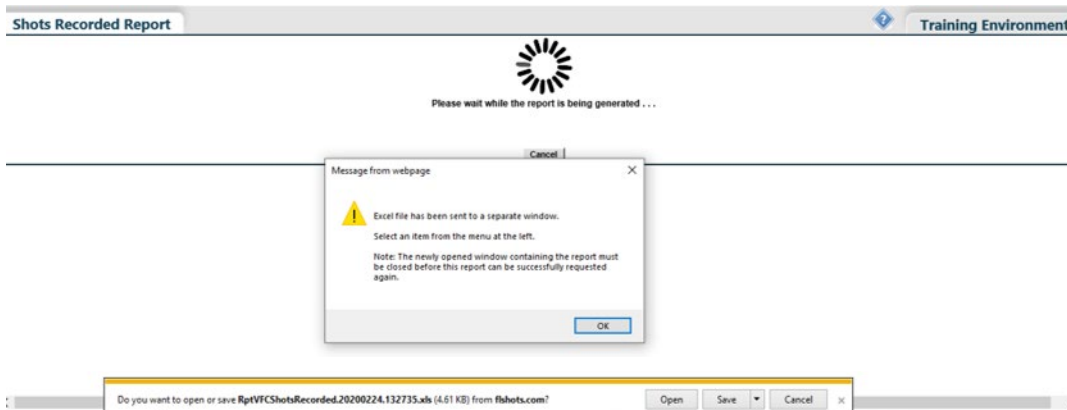 Shots Recorded Report
Training Environment
Please wait while the report is being generated . . .
Cancel
Message from webpage
Excel file has been sent to a separate window.
Select an item from the menu at the left.
Note: The newly opened window containing the report must
be closed before this report can be successfully requested
again.
OK
Do you want to open or save RptVFCShotsRecorded.20200224.132735.xls (4.61 KB) from flshots.com?
Open
Save
Cancel